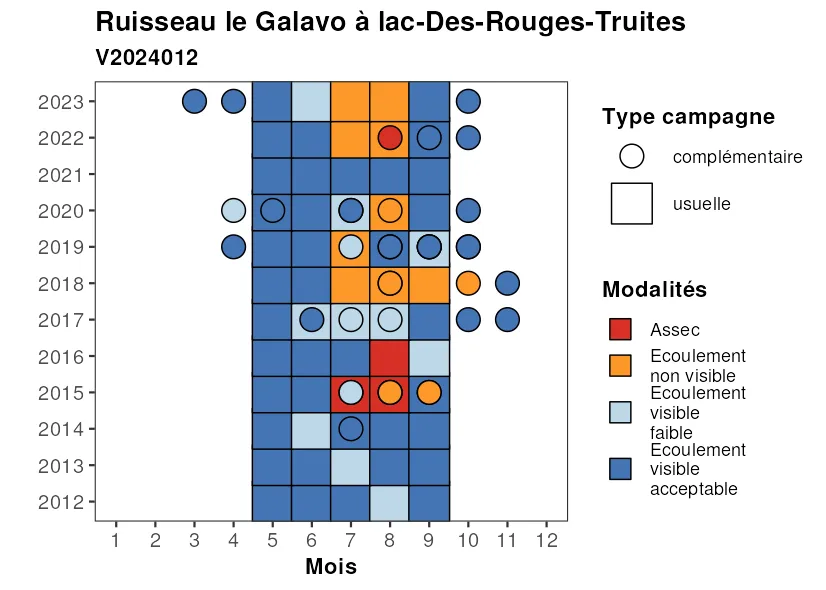 Ruisseau le Galavo à lac-Des-Rouges-Truites
V2024012
2023
2022
2021
2020
2019
2018
2017
2016
2015
2014
2013
2012
1 2 3 4 5 6 7 8 9 10 11 12
Mois
Type campagne
complémentaire
usuelle
Modalités
Assec
Ecoulement
non visible
Ecoulement
visible
faible
Ecoulement
visible
acceptable